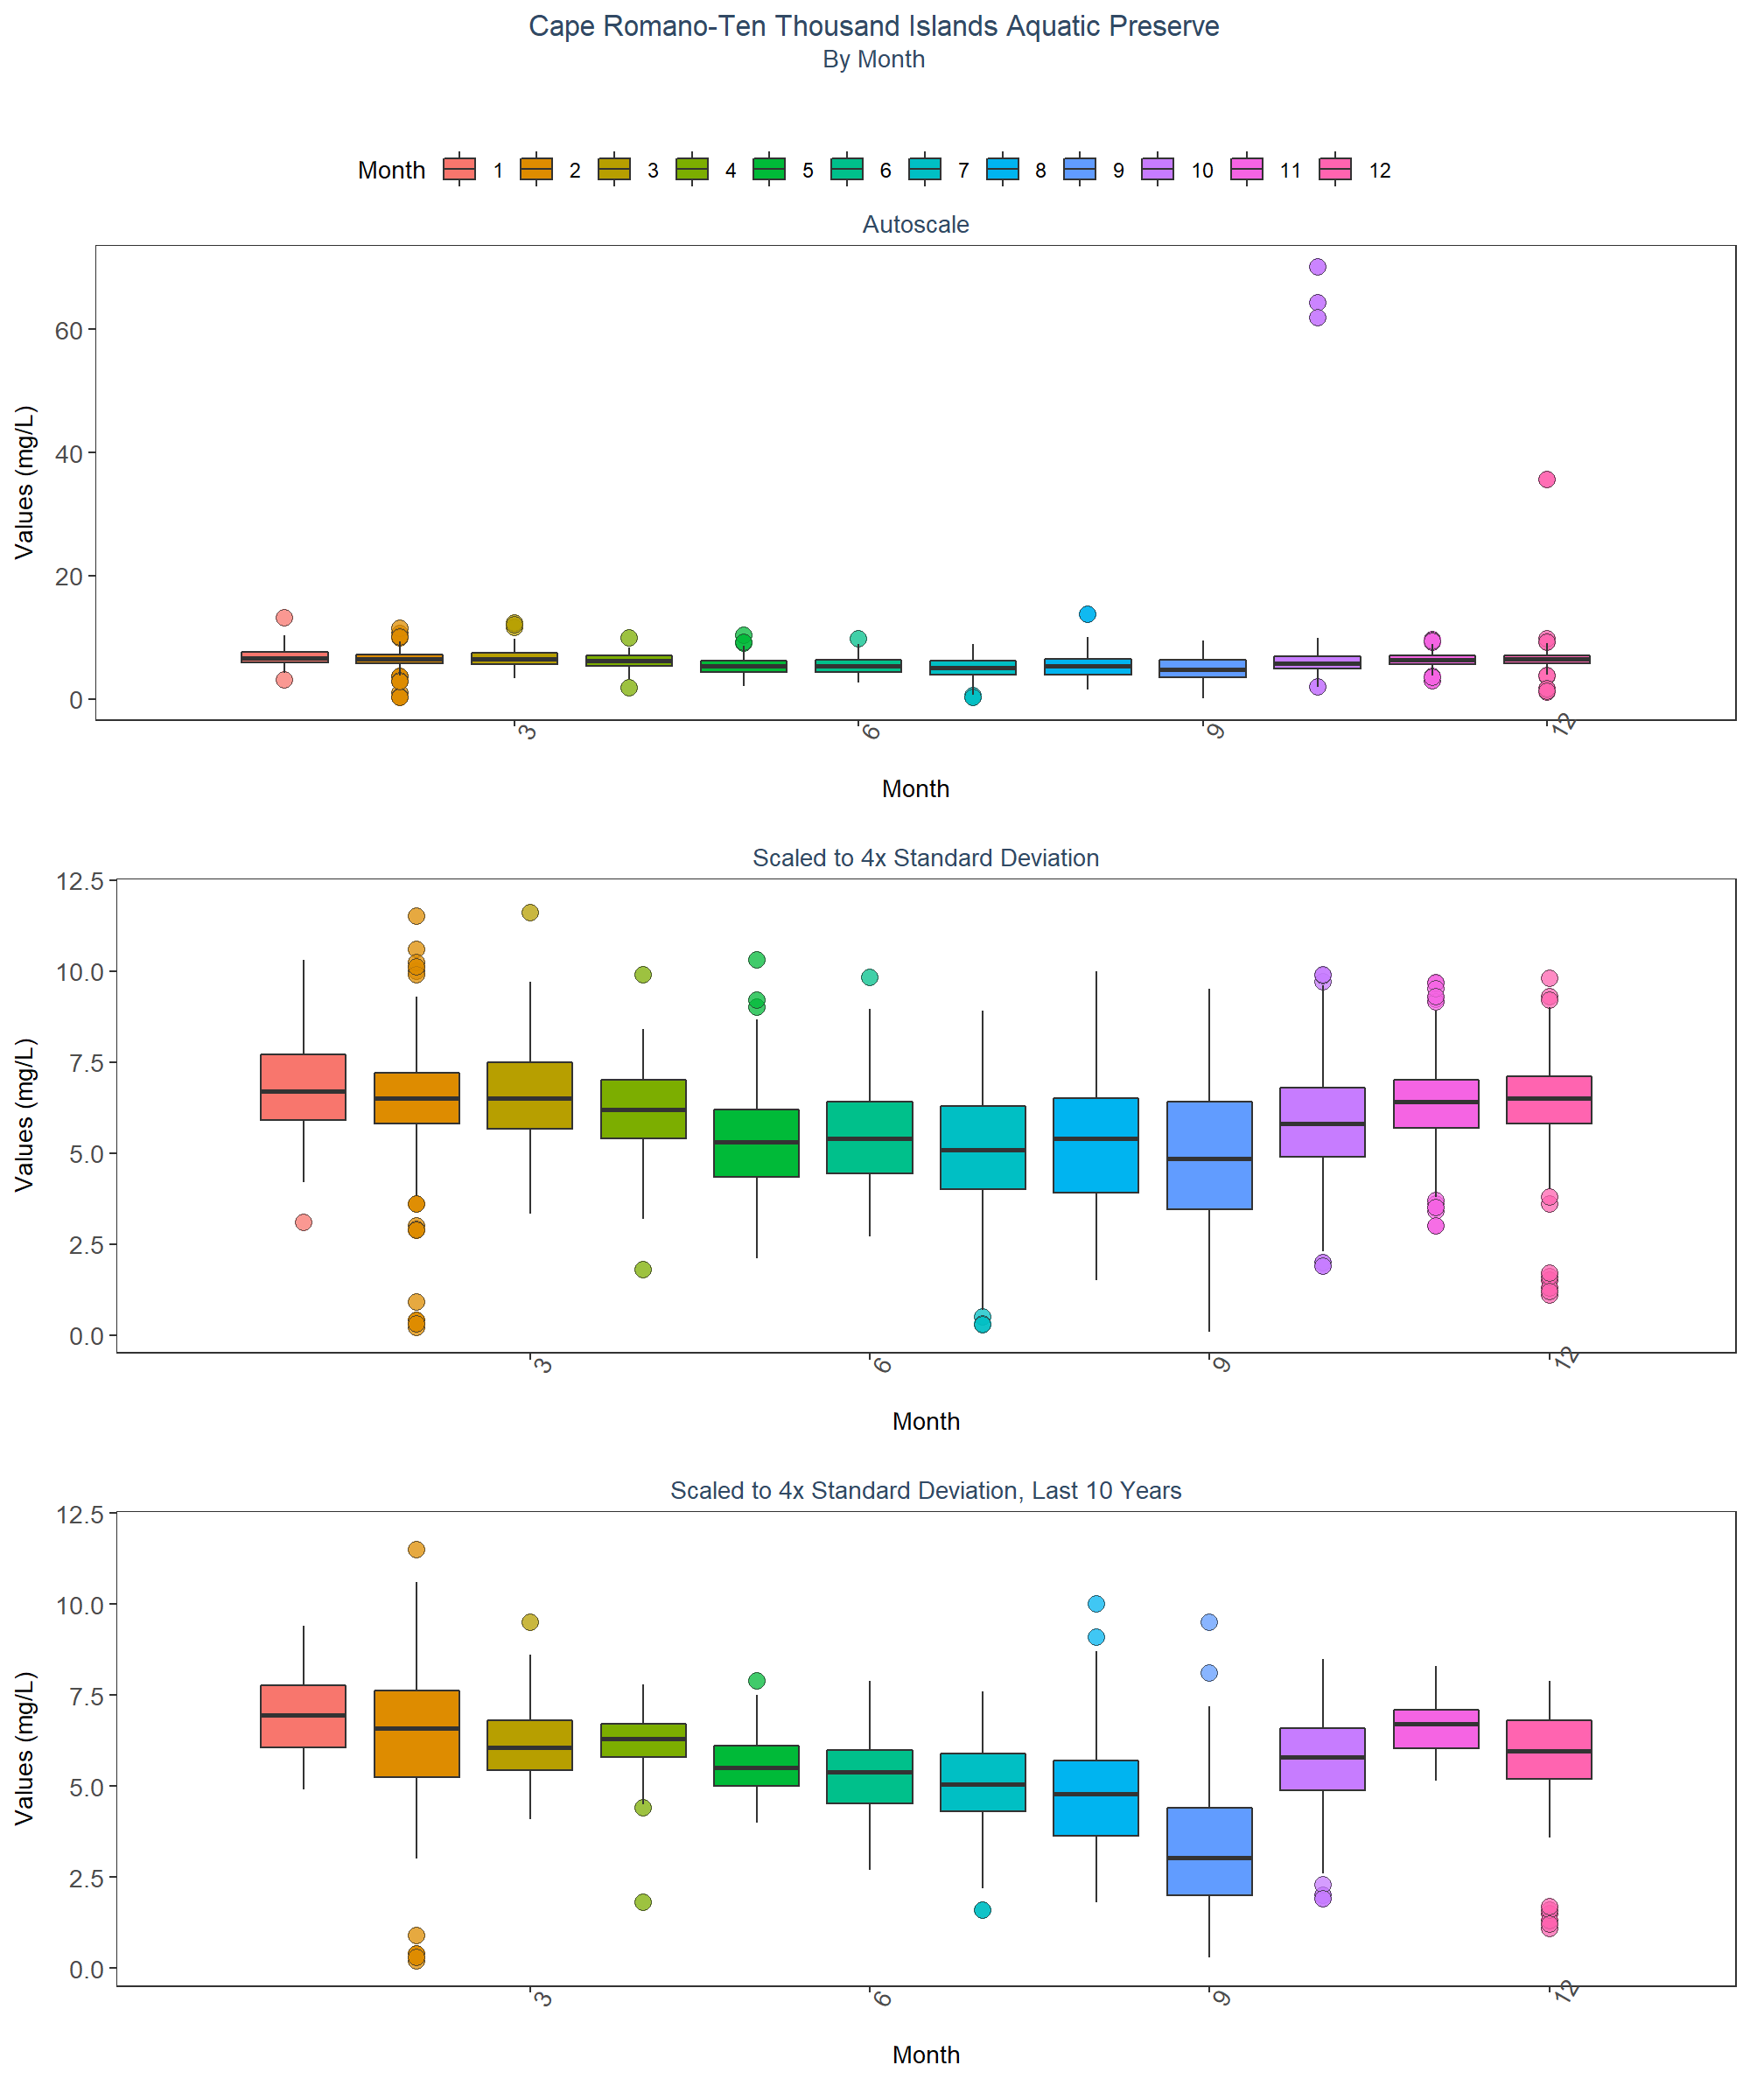 Cape Romano-Ten Thousand Islands Aquatic Preserve
By Month
Month 1 2 3 4 5 6 7 8 9 10 11 12
Autoscale
Values (mg/L)
60
40
20
0
3 6 9 12
Month
Scaled to 4x Standard Deviation
Values (mg/L)
12.5
10.0
7.5
5.0
2.5
0.0
3 6 9 12
Month
Scaled to 4x Standard Deviation, Last 10 Years
Values (mg/L)
12.5
10.0
7.5
5.0
2.5
0.0
3 6 9 12
Month